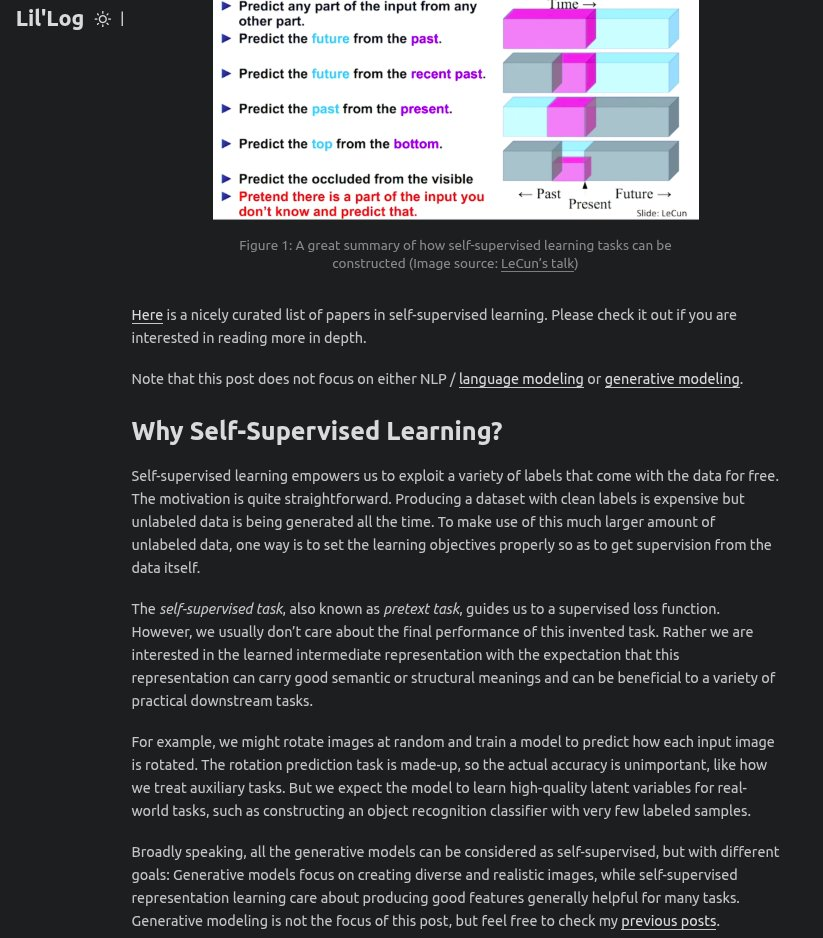 Lil'Log |
Predict any part of the input from any
other part.
Predict the future from the past.
Predict the future from the recent past.
Predict the past from the present.
Predict the top from the bottom.
Predict the occluded from the visible
Pretend there is a part of the input you
don't know and predict that.
Time →
← Past
Present
Future →
Slide: LeCun
Figure 1: A great summary of how self-supervised learning tasks can be
constructed (Image source: LeCun's talk)
Here is a nicely curated list of papers in self-supervised learning. Please check it out if you are
interested in reading more in depth.
Note that this post does not focus on either NLP / language modeling or generative modeling.
Why Self-Supervised Learning?
Self-supervised learning empowers us to exploit a variety of labels that come with the data for free.
The motivation is quite straightforward. Producing a dataset with clean labels is expensive but
unlabeled data is being generated all the time. To make use of this much larger amount of
unlabeled data, one way is to set the learning objectives properly so as to get supervision from the
data itself.
The self-supervised task, also known as pretext task, guides us to a supervised loss function.
However, we usually don't care about the final performance of this invented task. Rather we are
interested in the learned intermediate representation with the expectation that this
representation can carry good semantic or structural meanings and can be beneficial to a variety of
practical downstream tasks.
For example, we might rotate images at random and train a model to predict how each input image
is rotated. The rotation prediction task is made-up, so the actual accuracy is unimportant, like how
we treat auxiliary tasks. But we expect the model to learn high-quality latent variables for real-
world tasks, such as constructing an object recognition classifier with very few labeled samples.
Broadly speaking, all the generative models can be considered as self-supervised, but with different
goals: Generative models focus on creating diverse and realistic images, while self-supervised
representation learning care about producing good features generally helpful for many tasks.
Generative modeling is not the focus of this post, but feel free to check my previous posts.